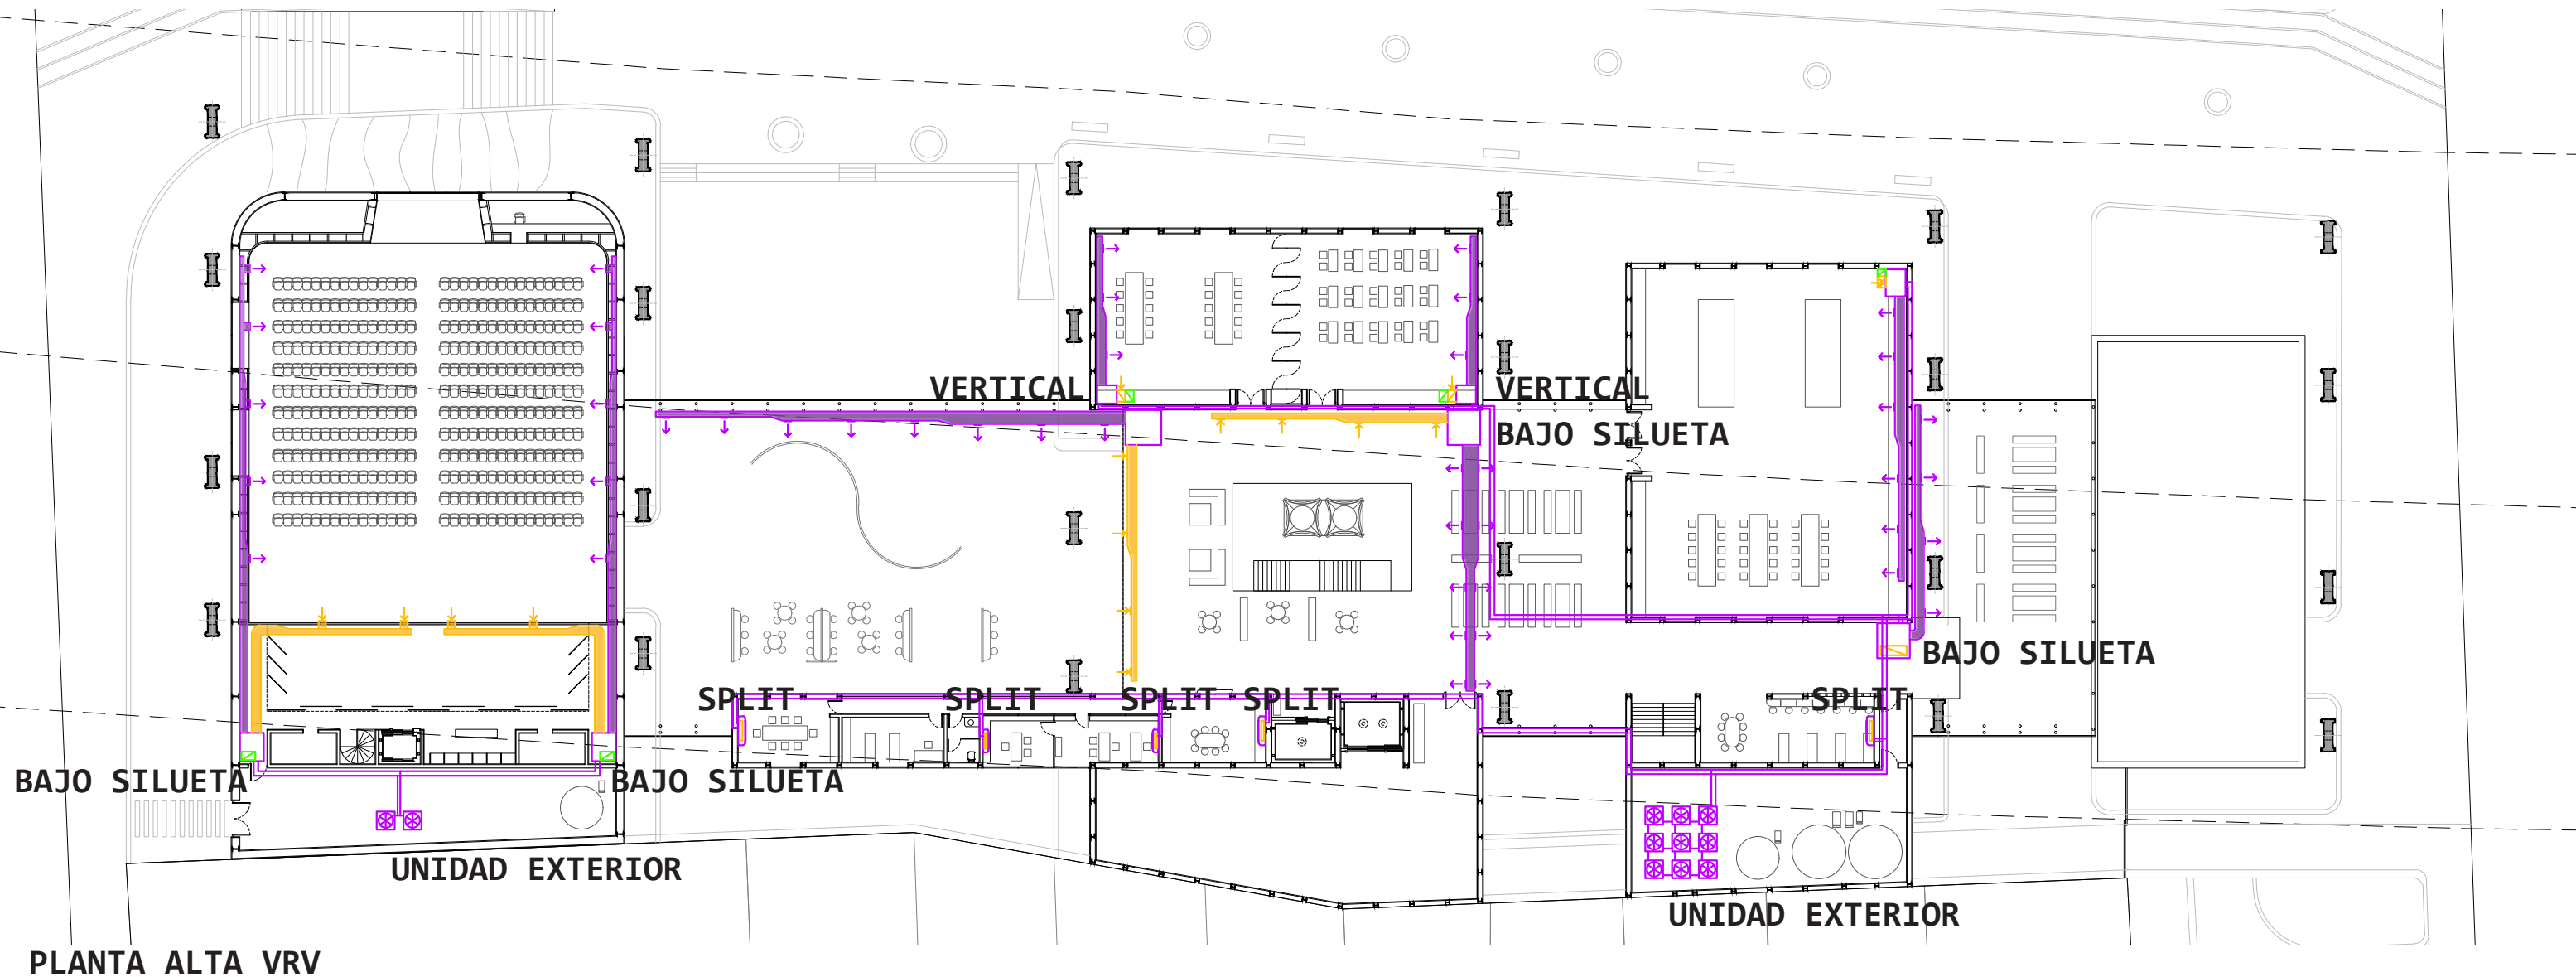 VERTICAL
VERTICAL
BAJO SILUETA
BAJO SILUETA
SPLIT
SPLIT
SPLIT
SPLIT
SPLIT
BAJO SILUETA
BAJO SILUETA
UNIDAD EXTERIOR
UNIDAD EXTERIOR
PLANTA ALTA VRV